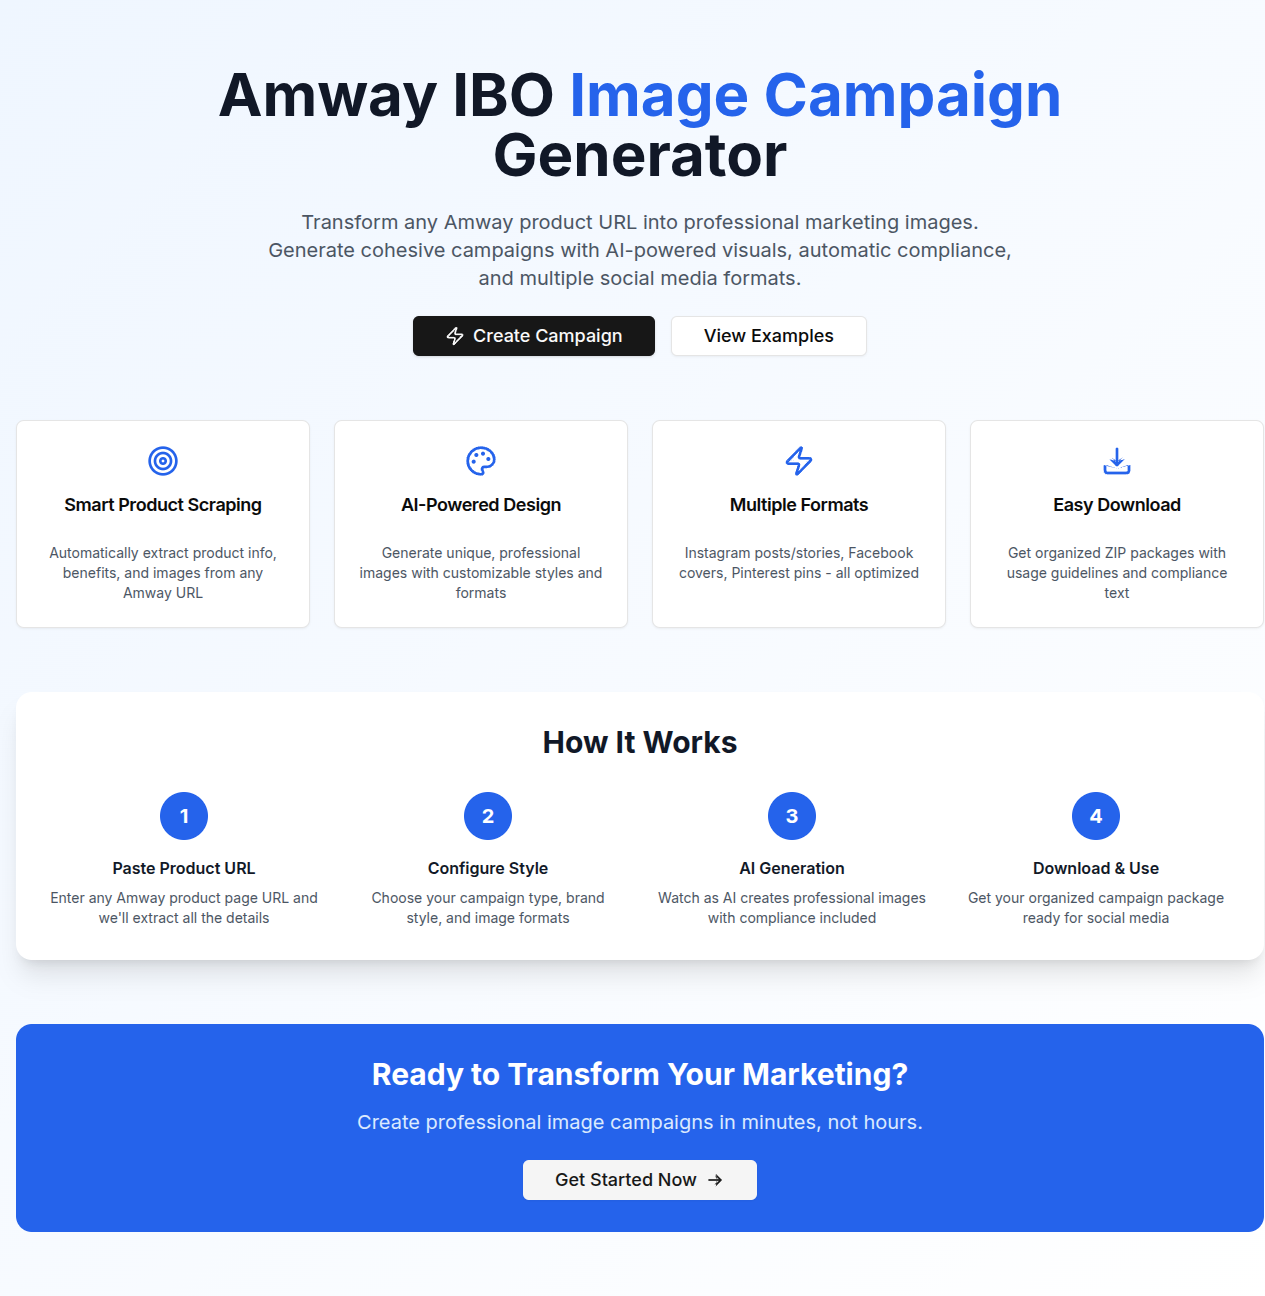 Amway IBO Image Campaign
Generator
Transform any Amway product URL into professional marketing images.
Generate cohesive campaigns with AI-powered visuals, automatic compliance,
and multiple social media formats.
Create Campaign
View Examples
Smart Product Scraping
Automatically extract product info,
benefits, and images from any
Amway URL
AI-Powered Design
Generate unique, professional
images with customizable styles and
formats
Multiple Formats
Instagram posts/stories, Facebook
covers, Pinterest pins - all optimized
Easy Download
Get organized ZIP packages with
usage guidelines and compliance
text
How It Works
1
Paste Product URL
Enter any Amway product page URL and
we'll extract all the details
2
Configure Style
Choose your campaign type, brand
style, and image formats
3
AI Generation
Watch as AI creates professional images
with compliance included
4
Download & Use
Get your organized campaign package
ready for social media
Ready to Transform Your Marketing?
Create professional image campaigns in minutes, not hours.
Get Started Now